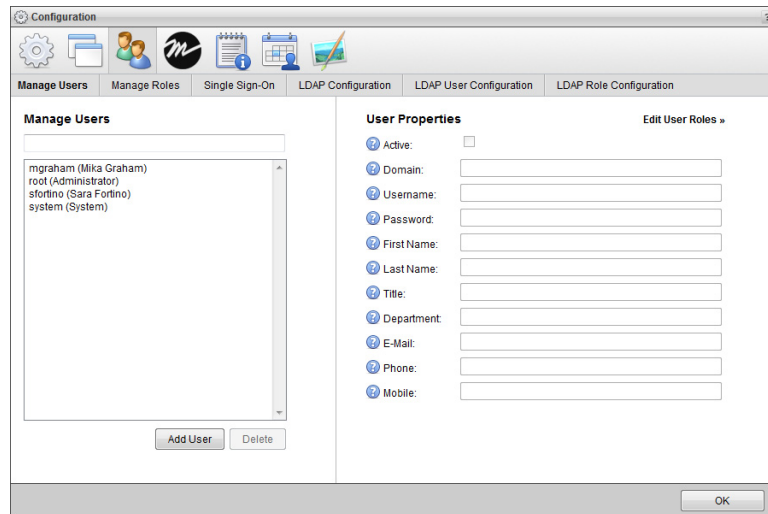 Configuration
Manage Users Manage Roles Single Sign-On LDAP Configuration LDAP User Configuration LDAP Role Configuration
Manage Users
mgraham (Mika Graham)
root (Administrator)
sfortino (Sara Fortino)
system (System)
Add User Delete
User Properties Edit User Roles »
? Active:
? Domain:
? Username:
? Password:
? First Name:
? Last Name:
? Title:
? Department:
? E-Mail:
? Phone:
? Mobile:
OK